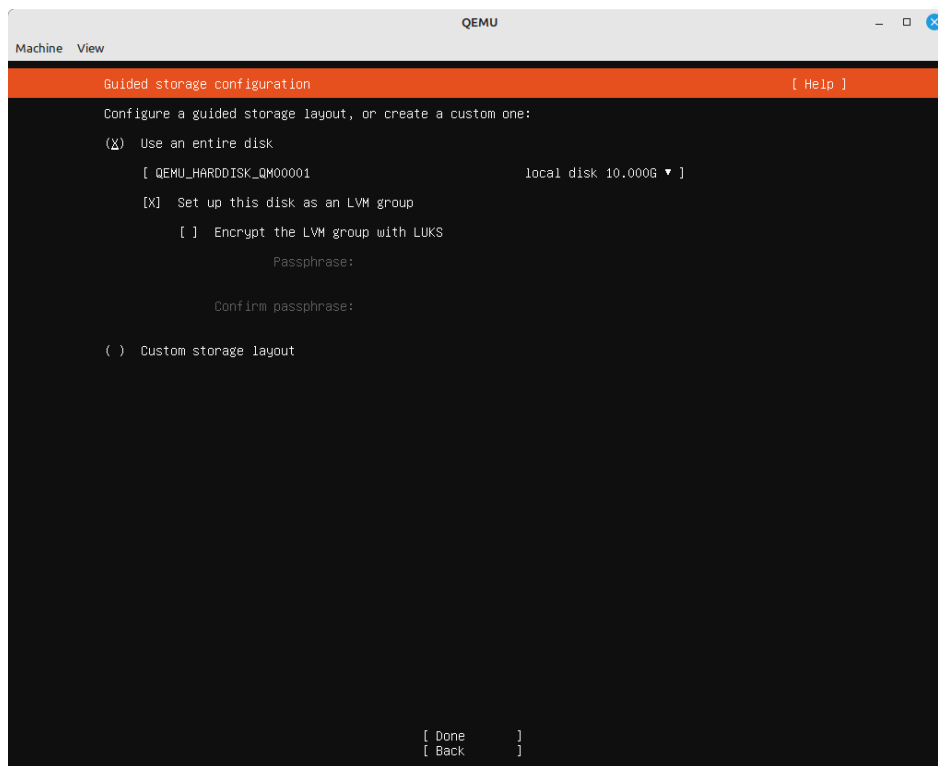 QEMU
Machine View
Guided storage configuration [ Help ]
Configure a guided storage layout, or create a custom one:
(X) Use an entire disk
[ QEMU_HARDDISK_QM00001 local disk 10.000G ▾ ]
[X] Set up this disk as an LVM group
[ ] Encrypt the LVM group with LUKS
Passphrase:
Confirm passphrase:
( ) Custom storage layout
[ Done ]
[ Back ]